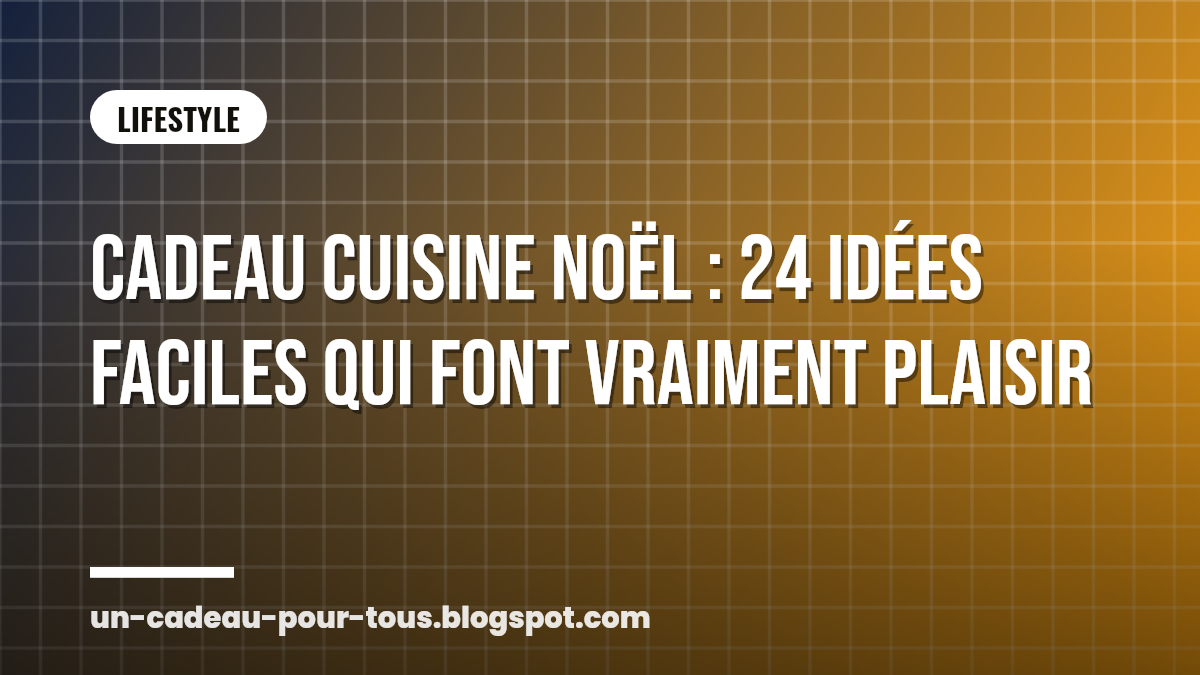 LIFESTYLE
CADEAU CUISINE NOËL : 24 IDÉES
FACILES QUI FONT VRAIMENT PLAISIR
un-cadeau-pour-tous.blogspot.com